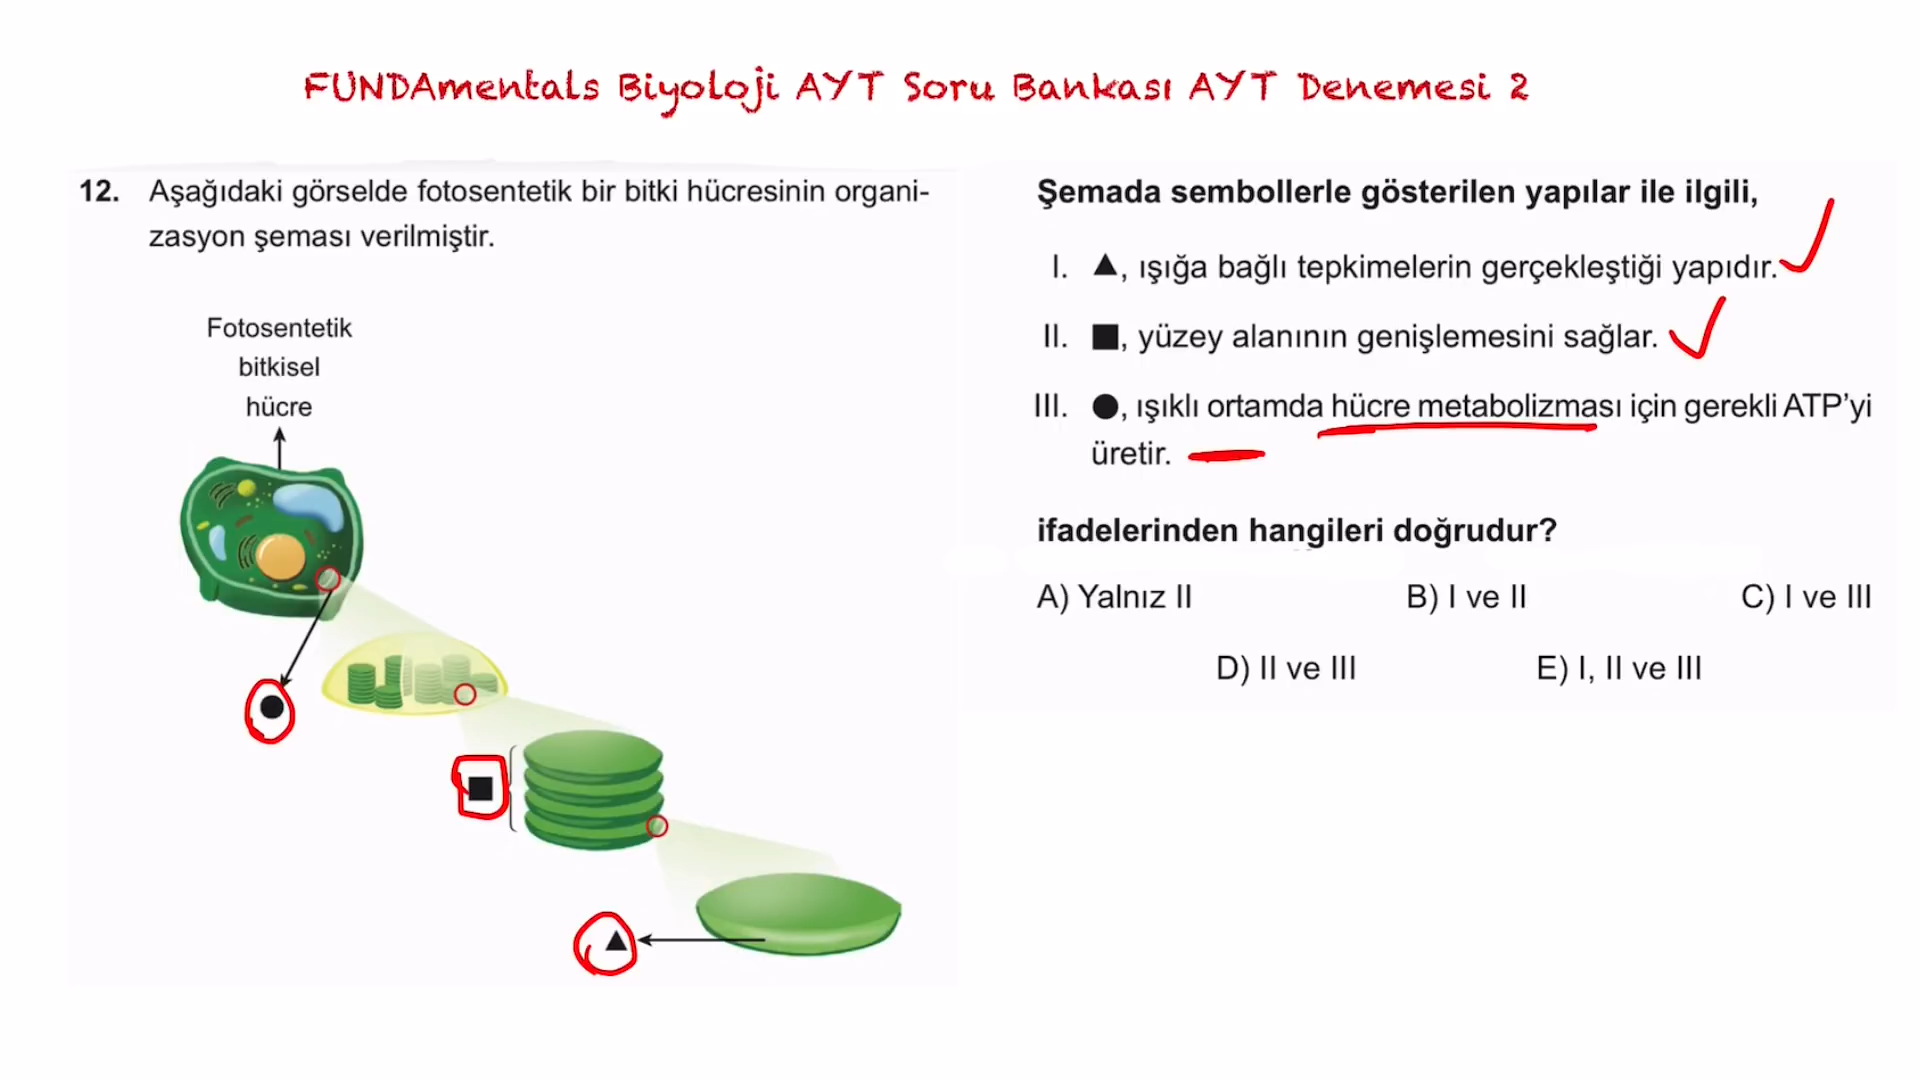 FUNDAmentals Biyoloji AYT Soru Bankası AYT Denemesi 2
12. Aşağıdaki görselde fotosentetik bir bitki hücresinin organi-
zasyon şeması verilmiştir.
Fotosentetik
bitkisel
hücre
Şemada sembollerle gösterilen yapılar ile ilgili,
I. ▲, ışığa bağlı tepkimelerin gerçekleştiği yapıdır.
II. ■, yüzey alanının genişlemesini sağlar.
III. ●, ışıklı ortamda hücre metabolizması için gerekli ATP’yi
üretir.
ifadelerinden hangileri doğrudur?
A) Yalnız II B) I ve II C) I ve III
D) II ve III E) I, II ve III